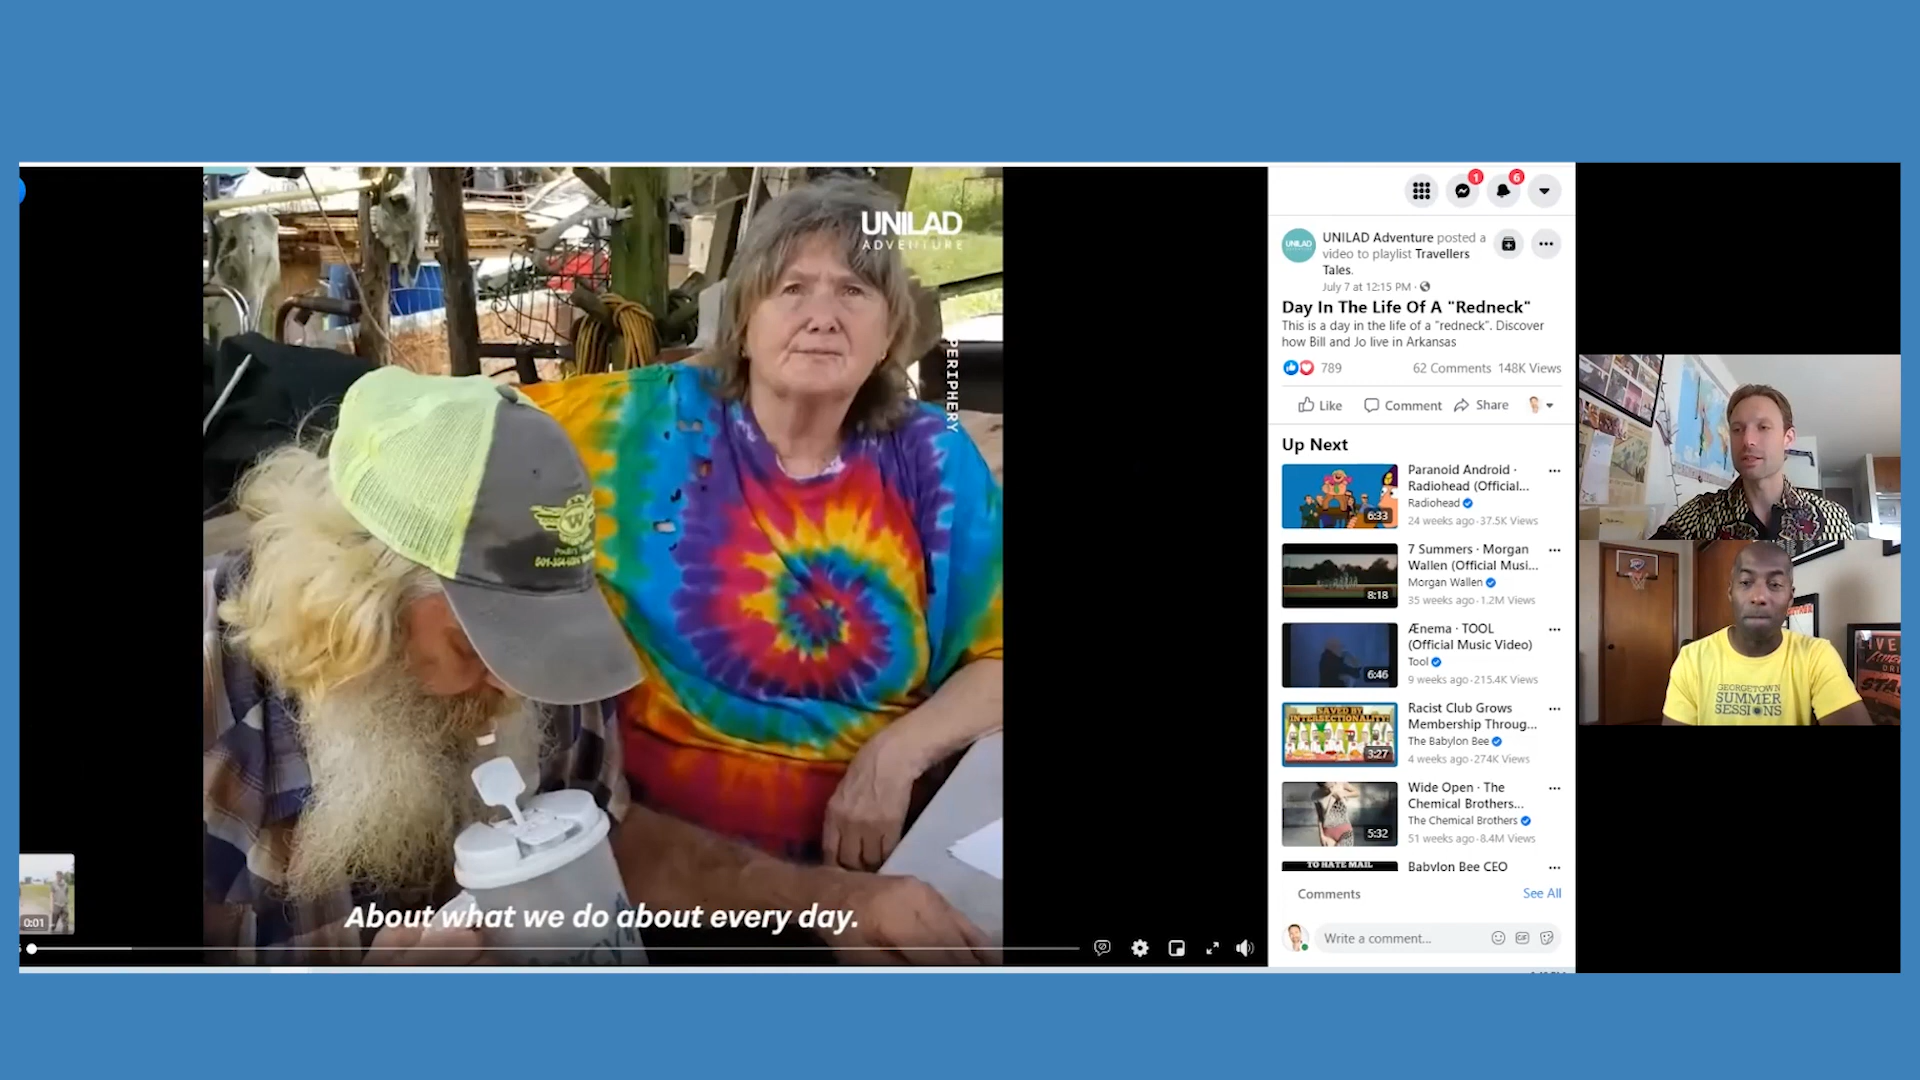 UNILAD
ADVENTURE
PERIPHERY
W
About what we do about every day.
0:01
1
6
UNILAD
UNILAD Adventure posted a
video to playlist Travellers
Tales.
July 7 at 12:15 PM ·
Day In The Life Of A "Redneck"
This is a day in the life of a "redneck". Discover
how Bill and Jo live in Arkansas
789
62 Comments 148K Views
Like
Comment
Share
Up Next
6:33
Paranoid Android ·
Radiohead (Official...
Radiohead
24 weeks ago · 37.5K Views
8:18
7 Summers · Morgan
Wallen (Official Musi...
Morgan Wallen
35 weeks ago · 1.2M Views
6:46
Ænema · TOOL
(Official Music Video)
Tool
9 weeks ago · 215.4K Views
SAVED BY
INTERSECTIONALITY!
3:27
Racist Club Grows
Membership Throug...
The Babylon Bee
4 weeks ago · 274K Views
5:32
Wide Open · The
Chemical Brothers...
The Chemical Brothers
51 weeks ago · 8.4M Views
TO HATE MAIL
Babylon Bee CEO
Comments
See All
Write a comment...
GIF
GEORGETOWN
SUMMER
SESSIONS
LIVE